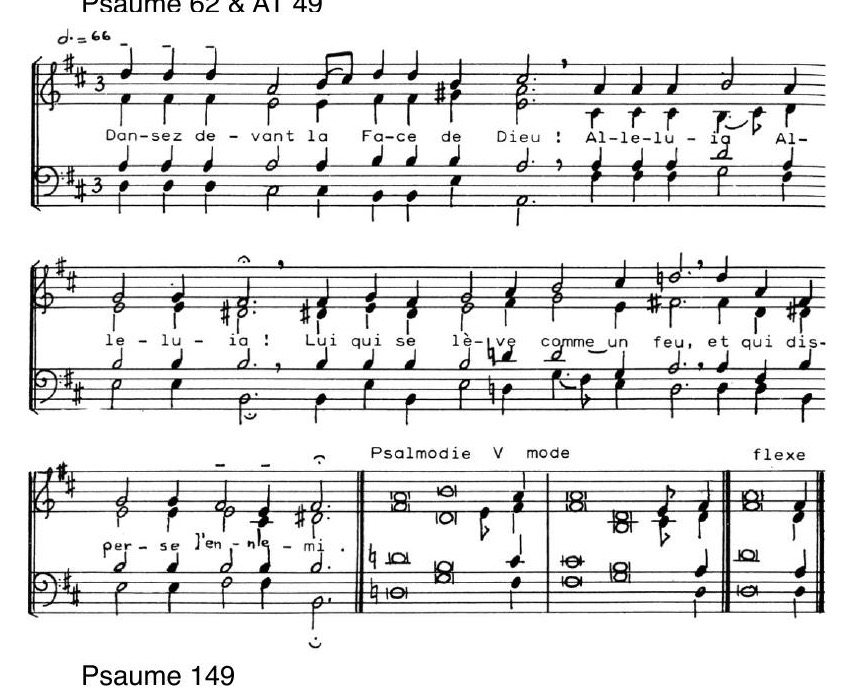 Psaume 62 & AT 49
𝅗𝅥. = 66
3
Dan-sez de - vant la Fa-ce de Dieu ! Al-le-lu - ia Al-
3
le - lu - ia ! Lui qui se lè-ve comme un feu, et qui dis-
Psalmodie V mode flexe
per - se l'en - ne - mi .
Psaume 149